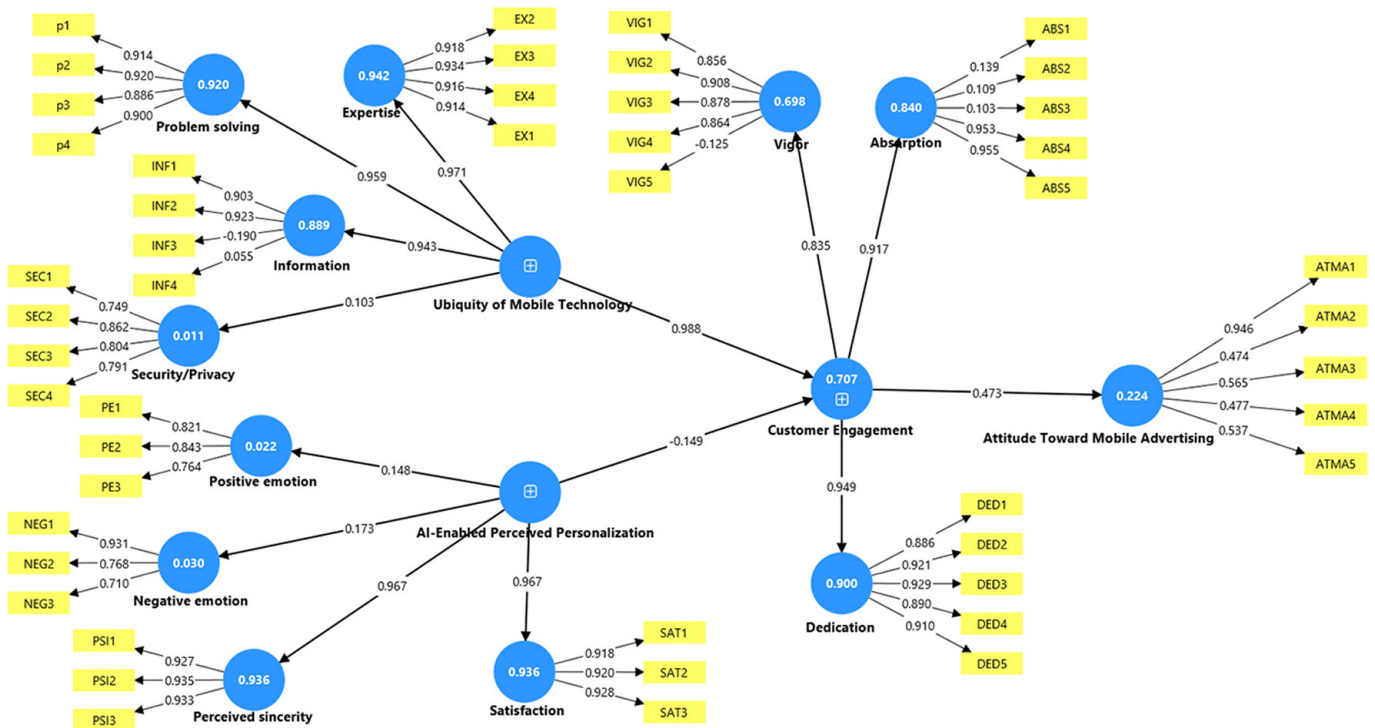 p1
p2
p3
p4
0.914
0.920
0.886
0.900
0.920
Problem solving
EX2
EX3
EX4
EX1
0.918
0.934
0.916
0.914
0.942
Expertise
VIG1
VIG2
VIG3
VIG4
VIG5
0.856
0.908
0.878
0.864
-0.125
0.698
Vigor
ABS1
ABS2
ABS3
ABS4
ABS5
0.139
0.109
0.103
0.953
0.955
0.840
Absorption
0.959
0.971
0.943
0.103
INF1
INF2
INF3
INF4
0.903
0.923
-0.190
0.055
0.889
Information
Ubiquity of Mobile Technology
SEC1
SEC2
SEC3
SEC4
0.749
0.862
0.804
0.791
0.011
Security/Privacy
0.835
0.917
0.988
-0.149
0.707
Customer Engagement
0.473
0.949
0.224
Attitude Toward Mobile Advertising
ATMA1
ATMA2
ATMA3
ATMA4
ATMA5
0.946
0.474
0.565
0.477
0.537
PE1
PE2
PE3
0.821
0.843
0.764
0.022
Positive emotion
0.148
0.173
0.967
0.967
AI-Enabled Perceived Personalization
NEG1
NEG2
NEG3
0.931
0.768
0.710
0.030
Negative emotion
PSI1
PSI2
PSI3
0.927
0.935
0.933
0.936
Perceived sincerity
0.936
Satisfaction
0.918
0.920
0.928
SAT1
SAT2
SAT3
0.900
Dedication
0.886
0.921
0.929
0.890
0.910
DED1
DED2
DED3
DED4
DED5